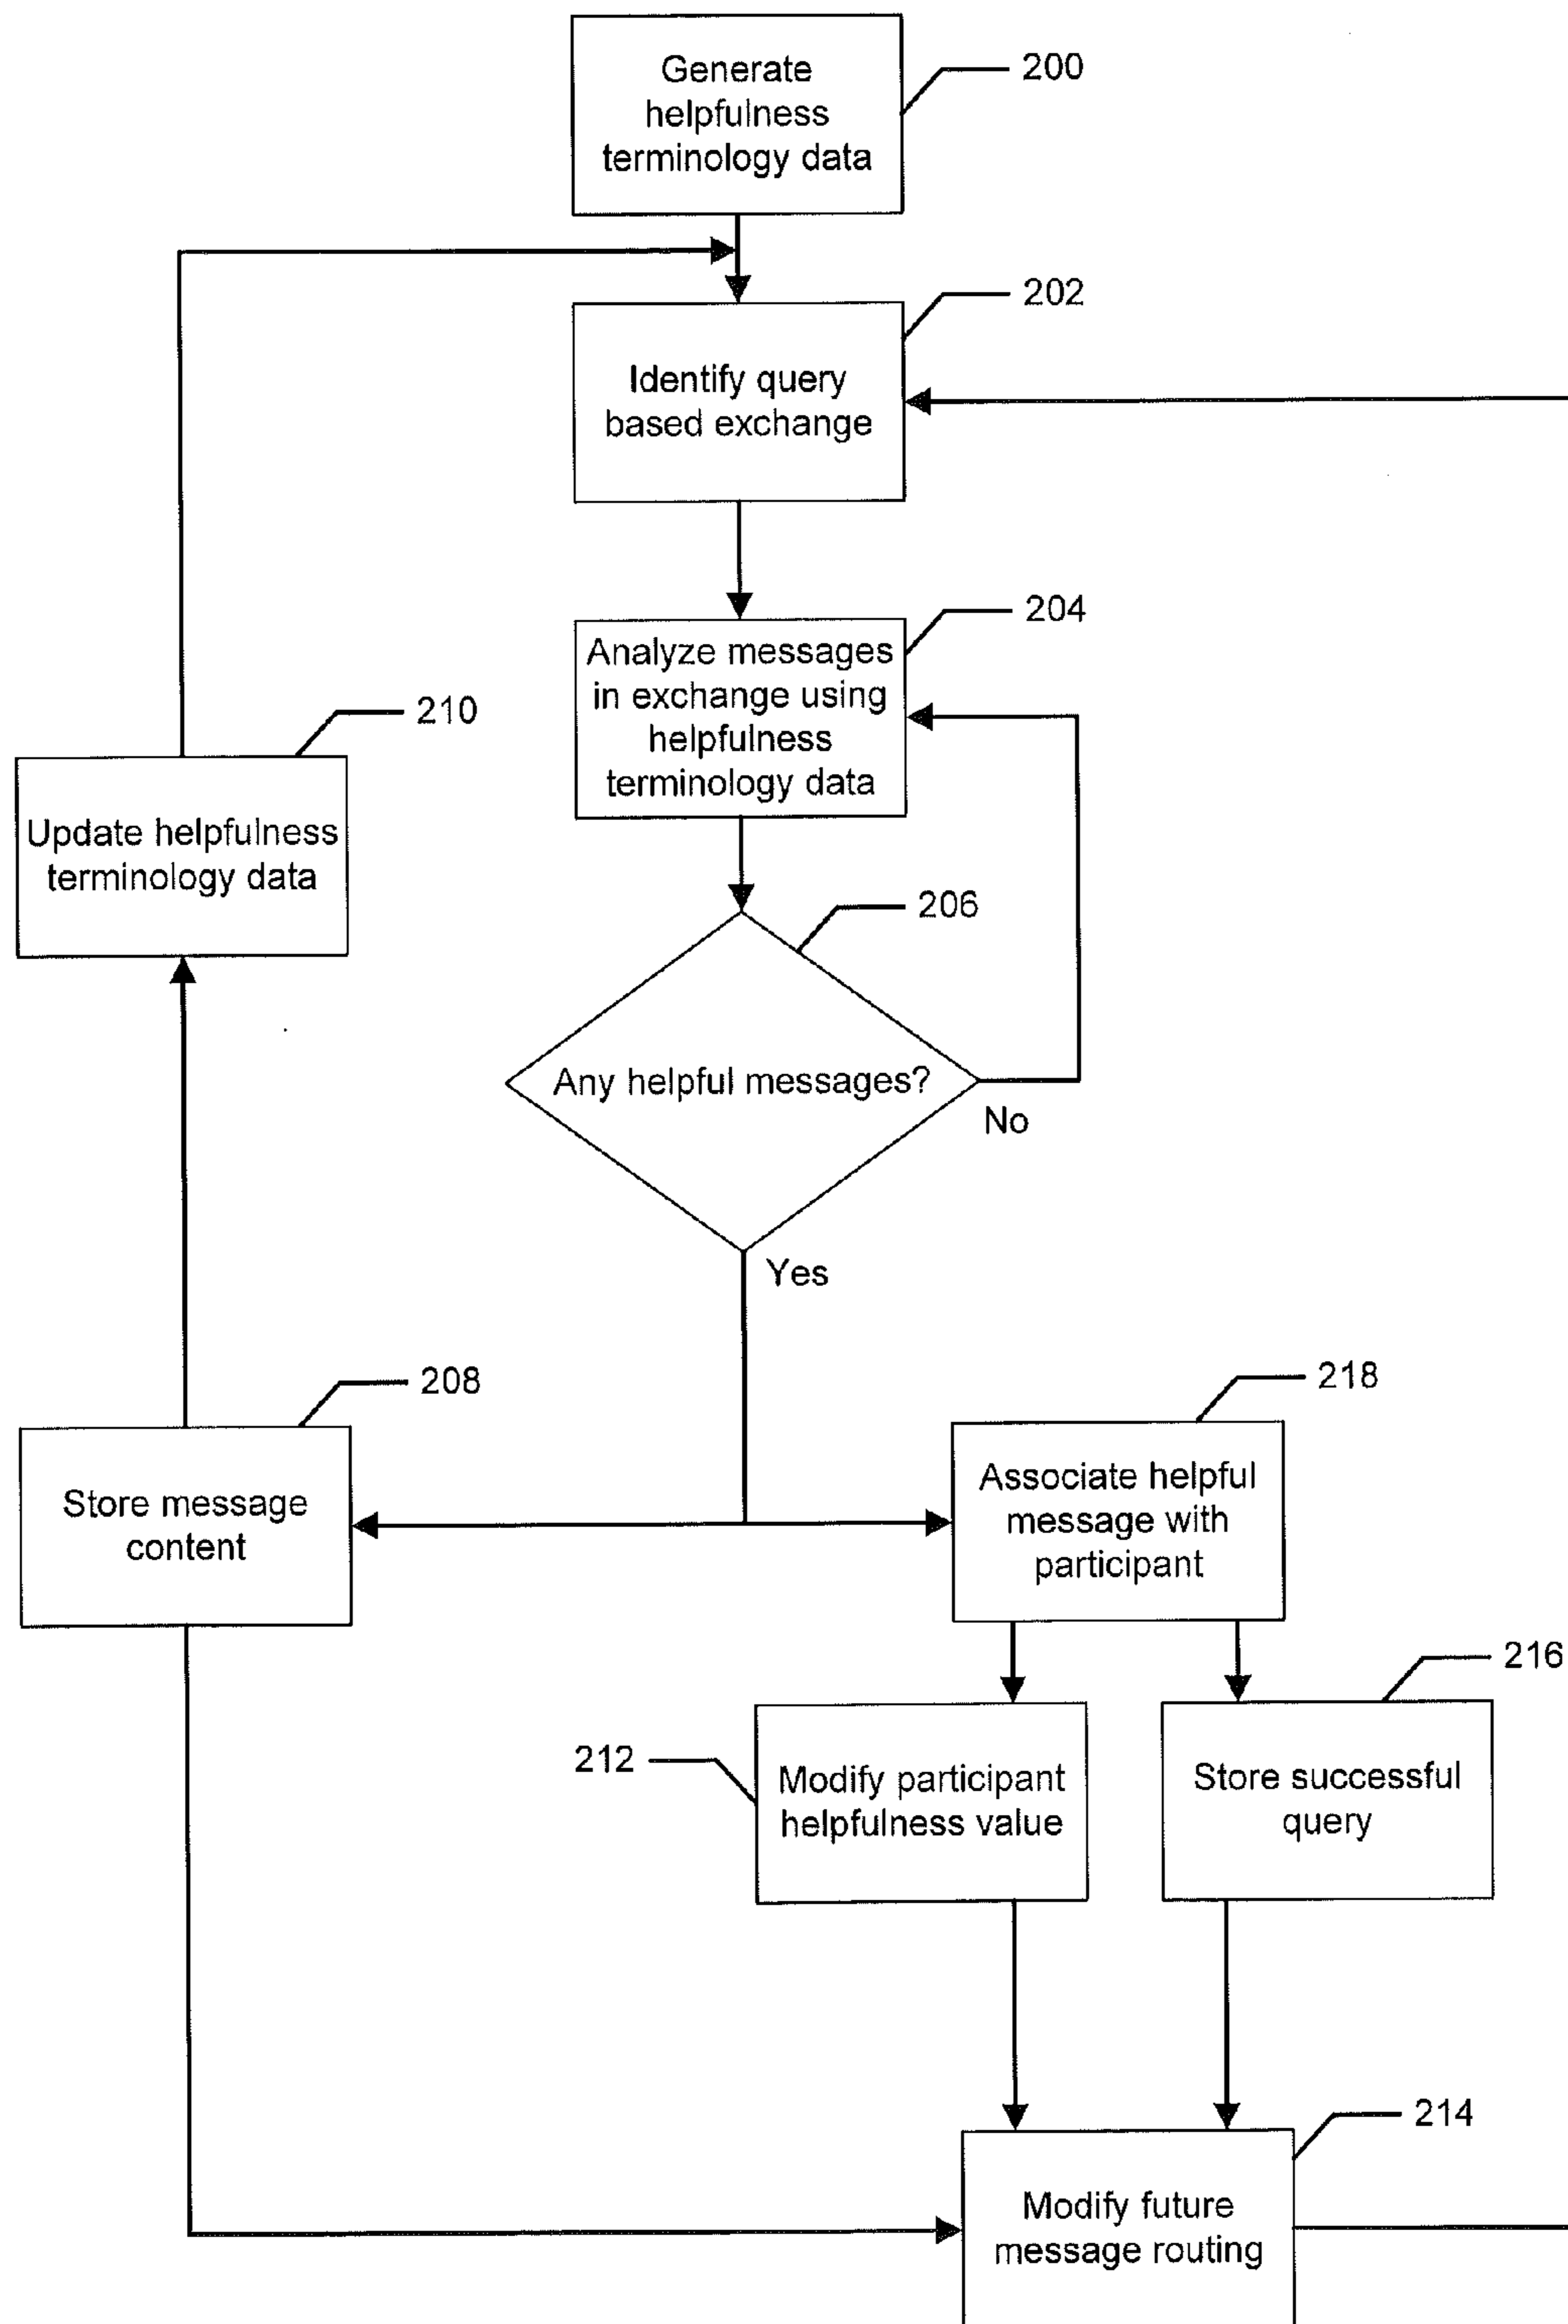 Generate
helpfulness
terminology data
200
202
Identify query
based exchange
204
Analyze messages
in exchange using
helpfulness
terminology data
210
Update helpfulness
terminology data
206
Any helpful messages?
No
Yes
208
Store message
content
218
Associate helpful
message with
participant
216
212
Modify participant
helpfulness value
Store successful
query
214
Modify future
message routing